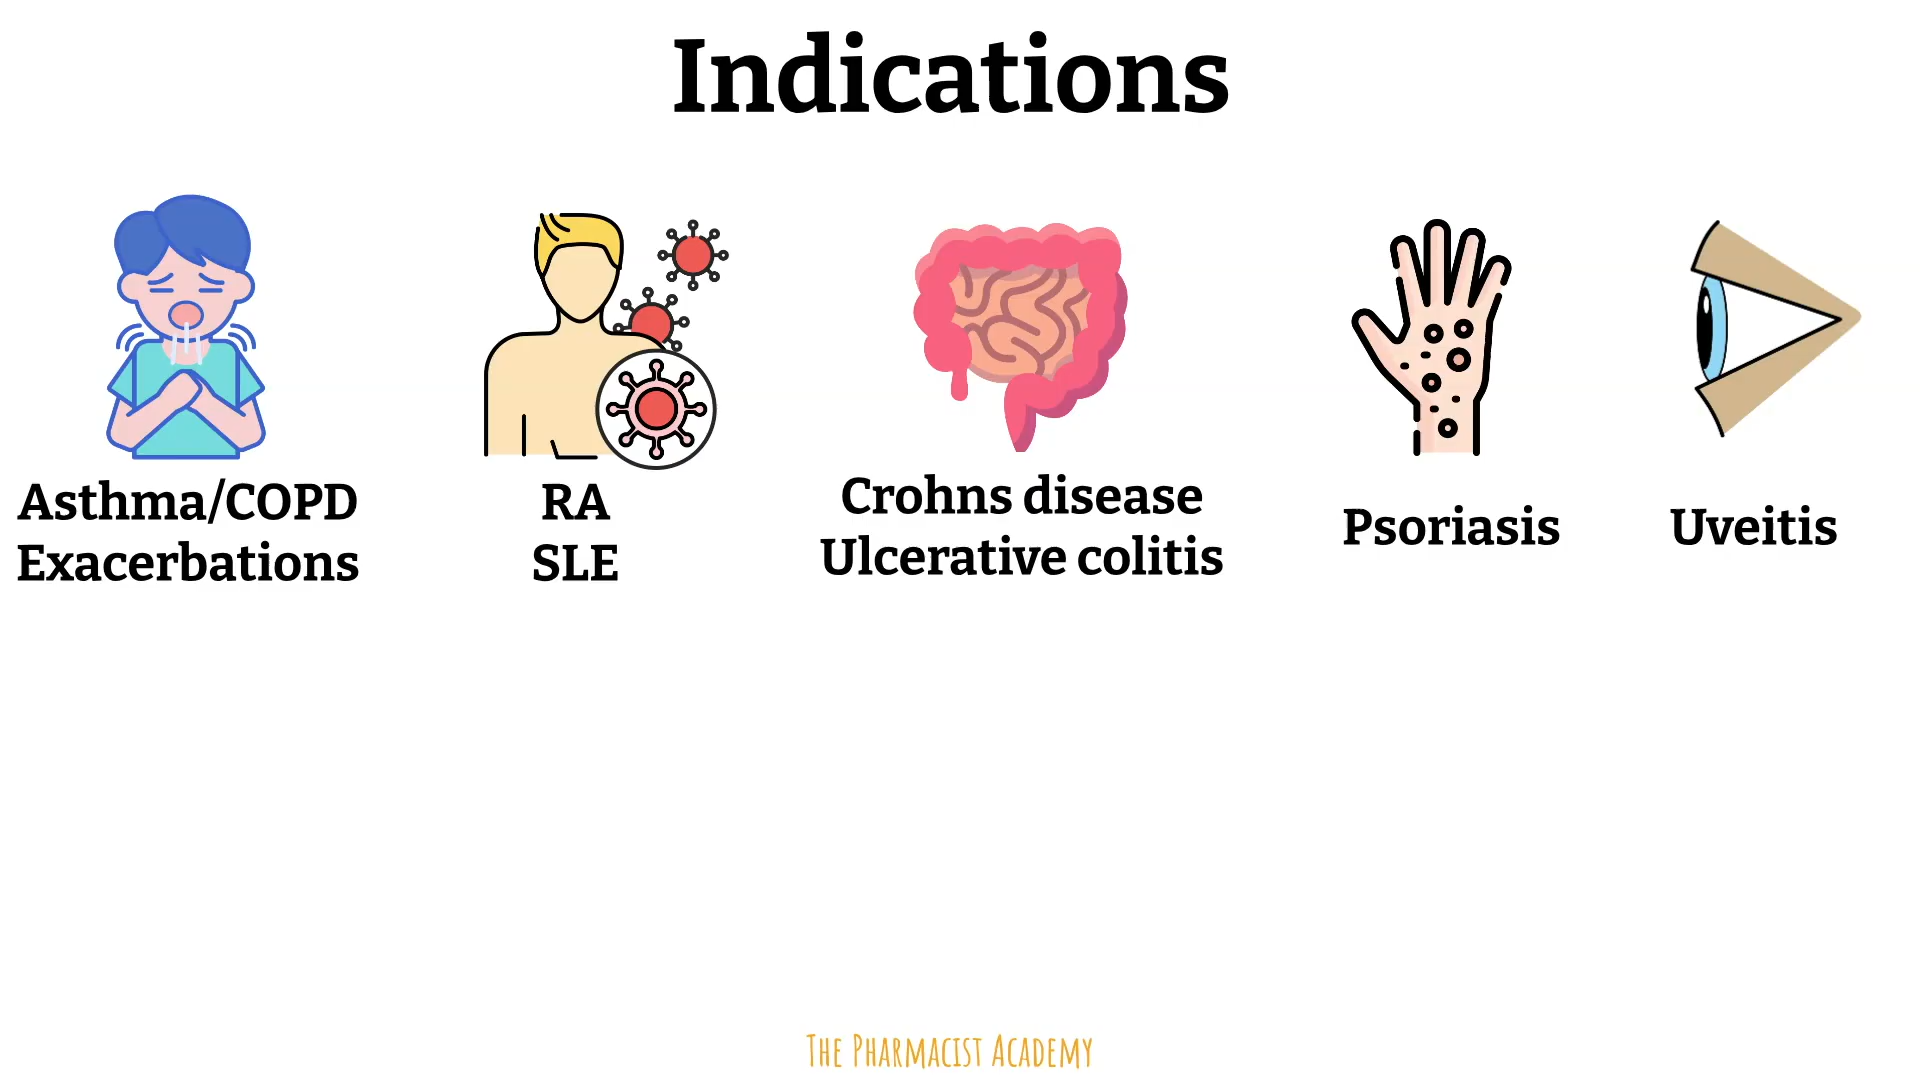 Indications
Asthma/COPD
Exacerbations
RA
SLE
Crohns disease
Ulcerative colitis
Psoriasis
Uveitis
The Pharmacist Academy